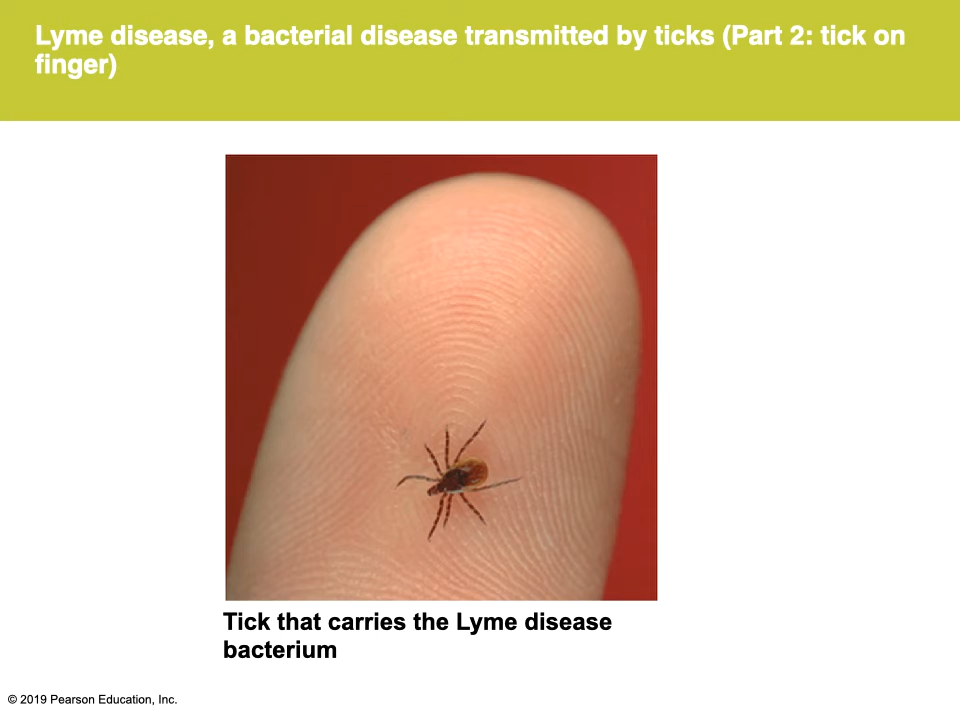 Lyme disease, a bacterial disease transmitted by ticks (Part 2: tick on
finger)
Tick that carries the Lyme disease
bacterium
© 2019 Pearson Education, Inc.